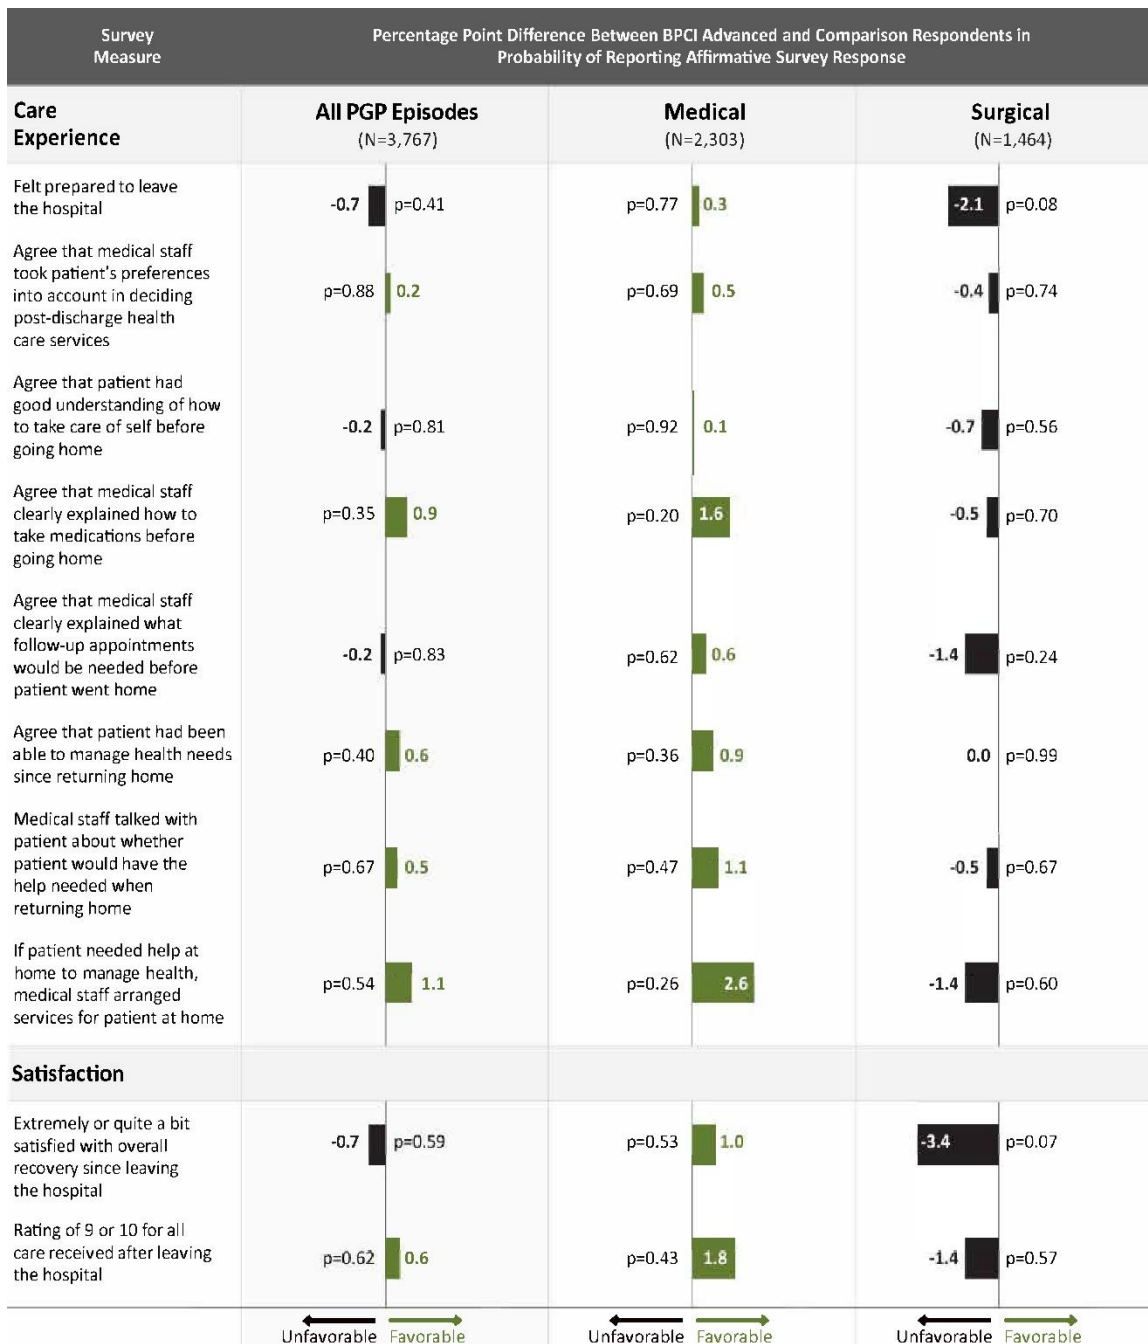 Survey
Measure
Percentage Point Difference Between BPCI Advanced and Comparison Respondents in
Probability of Reporting Affirmative Survey Response
Care
Experience
All PGP Episodes
(N=3,767)
Medical
(N=2,303)
Surgical
(N=1,464)
Felt prepared to leave
the hospital
-0.7 p=0.41
p=0.77 0.3
-2.1 p=0.08
Agree that medical staff
took patient's preferences
into account in deciding
post-discharge health
care services
p=0.88 0.2
p=0.69 0.5
-0.4 p=0.74
Agree that patient had
good understanding of how
to take care of self before
going home
-0.2 p=0.81
p=0.92 0.1
-0.7 p=0.56
Agree that medical staff
clearly explained how to
take medications before
going home
p=0.35 0.9
p=0.20 1.6
-0.5 p=0.70
Agree that medical staff
clearly explained what
follow-up appointments
would be needed before
patient went home
-0.2 p=0.83
p=0.62 0.6
-1.4 p=0.24
Agree that patient had been
able to manage health needs
since returning home
p=0.40 0.6
p=0.36 0.9
0.0 p=0.99
Medical staff talked with
patient about whether
patient would have the
help needed when
returning home
p=0.67 0.5
p=0.47 1.1
-0.5 p=0.67
If patient needed help at
home to manage health,
medical staff arranged
services for patient at home
p=0.54 1.1
p=0.26 2.6
-1.4 p=0.60
Satisfaction
Extremely or quite a bit
satisfied with overall
recovery since leaving
the hospital
-0.7 p=0.59
p=0.53 1.0
-3.4 p=0.07
Rating of 9 or 10 for all
care received after leaving
the hospital
p=0.62 0.6
p=0.43 1.8
-1.4 p=0.57
Unfavorable Favorable
Unfavorable Favorable
Unfavorable Favorable